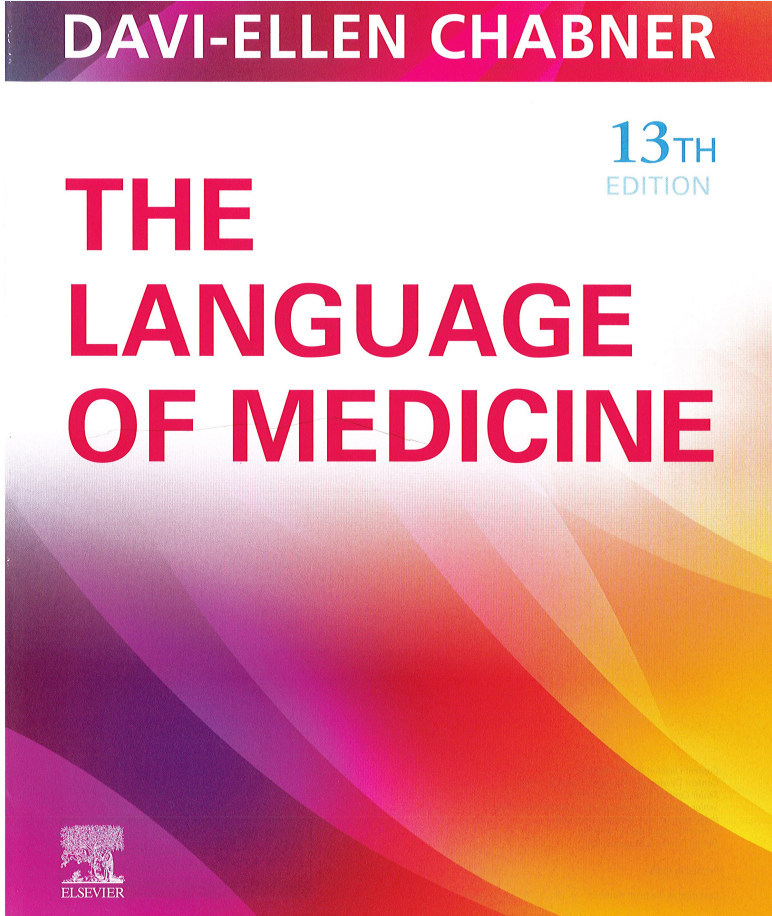 DAVI-ELLEN CHABNER
13TH
EDITION
THE
LANGUAGE
OF MEDICINE
ELSEVIER